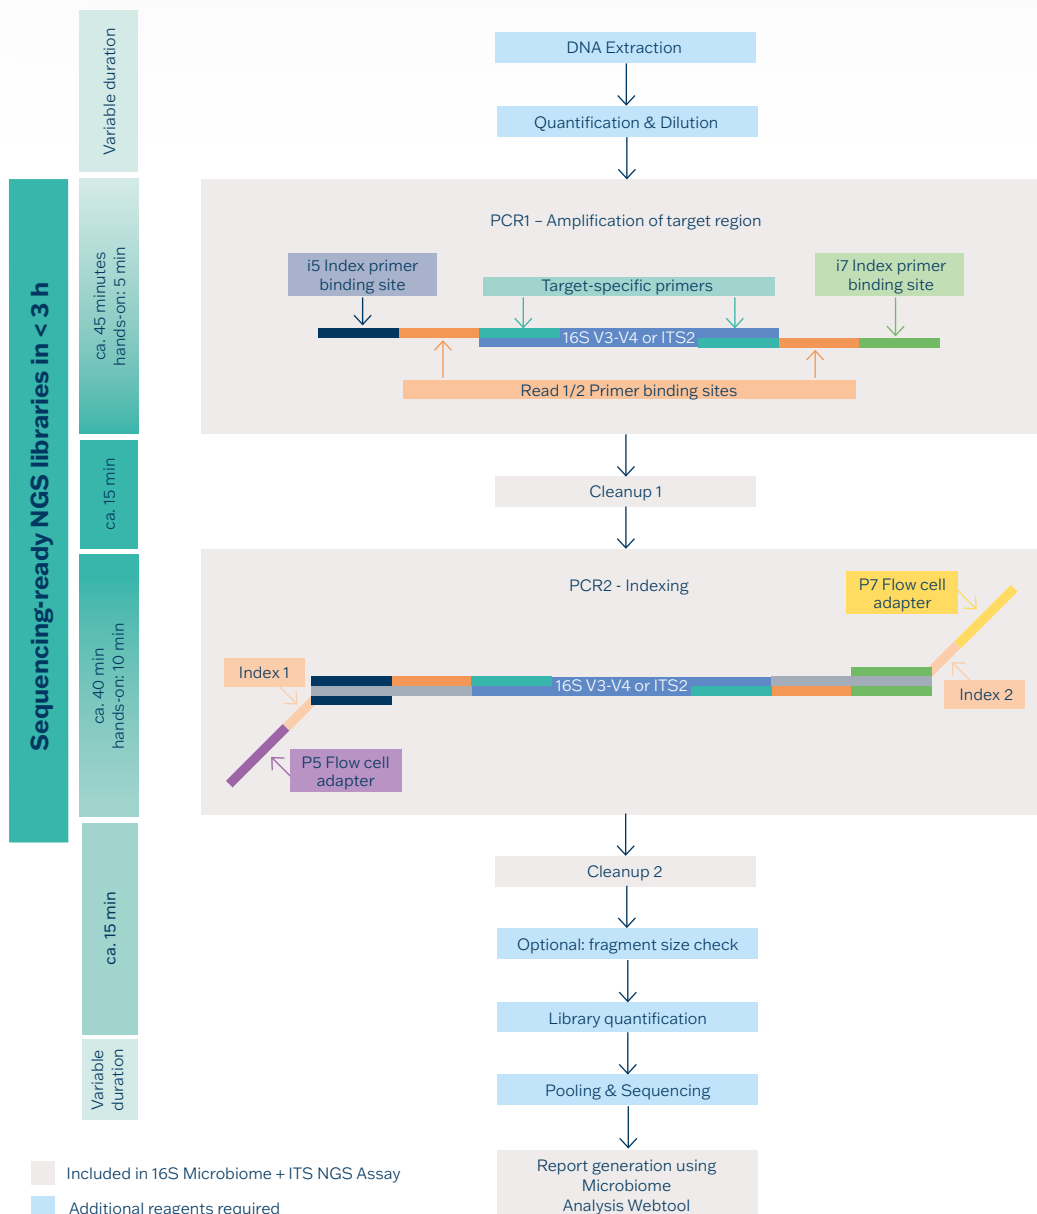 Variable duration
DNA Extraction
Quantification & Dilution
Sequencing-ready NGS libraries in < 3 h
ca. 45 minutes
hands-on: 5 min
PCR1 – Amplification of target region
i5 Index primer
binding site
Target-specific primers
i7 Index primer
binding site
16S V3-V4 or ITS2
Read 1/2 Primer binding sites
ca. 15 min
Cleanup 1
ca. 40 min
hands-on: 10 min
PCR2 - Indexing
P7 Flow cell
adapter
Index 1
16S V3-V4 or ITS2
Index 2
P5 Flow cell
adapter
ca. 15 min
Cleanup 2
Optional: fragment size check
Library quantification
Variable
duration
Pooling & Sequencing
Report generation using
Microbiome
Analysis Webtool
Included in 16S Microbiome + ITS NGS Assay
Additional reagents required